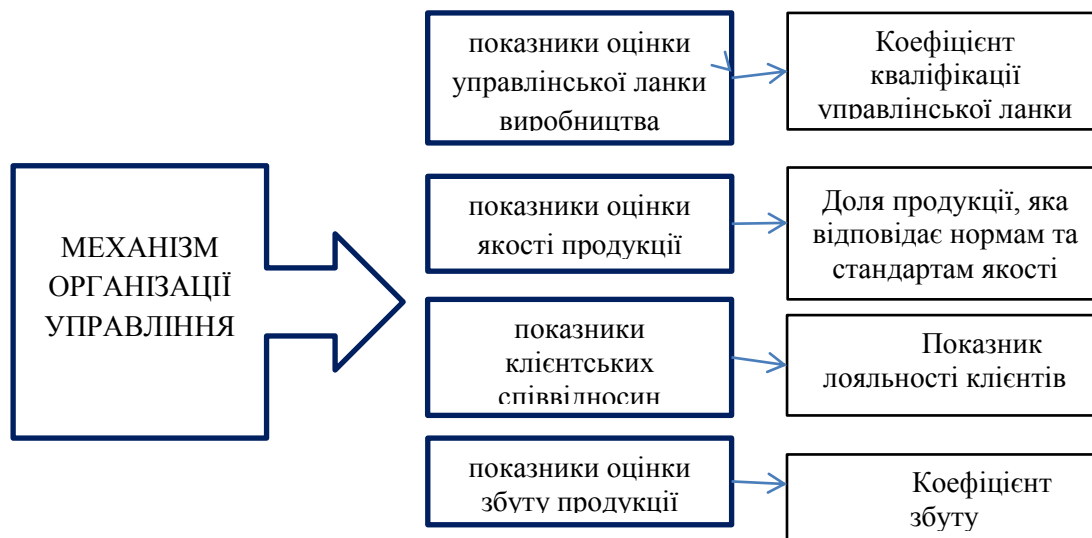 МЕХАНІЗМ
ОРГАНІЗАЦІЇ
УПРАВЛІННЯ
показники оцінки
управлінської ланки
виробництва
Коефіцієнт
кваліфікації
управлінської ланки
показники оцінки
якості продукції
Доля продукції, яка
відповідає нормам та
стандартам якості
показники
клієнтських
співвідносин
Показник
лояльності клієнтів
показники оцінки
збуту продукції
Коефіцієнт
збуту